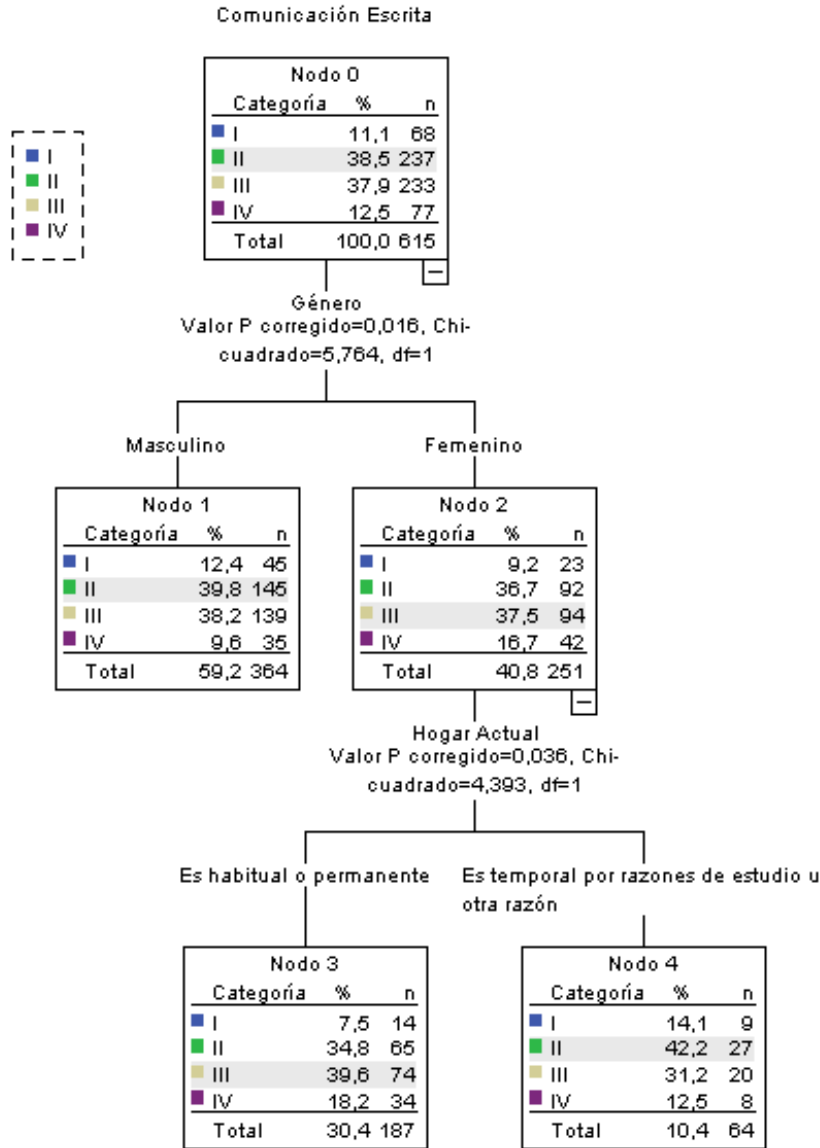 Comunicación Escrita
Nodo 0
Categoría % n
I 11,1 68
II 38,5 237
III 37,9 233
IV 12,5 77
Total 100,0 615
I
II
III
IV
Género
Valor P corregido=0,016, Chi-
cuadrado=5,764, df=1
Masculino
Femenino
Nodo 1
Categoría % n
I 12,4 45
II 39,8 145
III 38,2 139
IV 9,6 35
Total 59,2 364
Nodo 2
Categoría % n
I 9,2 23
II 36,7 92
III 37,5 94
IV 16,7 42
Total 40,8 251
Hogar Actual
Valor P corregido=0,036, Chi-
cuadrado=4,393, df=1
Es habitual o permanente
Es temporal por razones de estudio u
otra razón
Nodo 3
Categoría % n
I 7,5 14
II 34,8 65
III 39,6 74
IV 18,2 34
Total 30,4 187
Nodo 4
Categoría % n
I 14,1 9
II 42,2 27
III 31,2 20
IV 12,5 8
Total 10,4 64